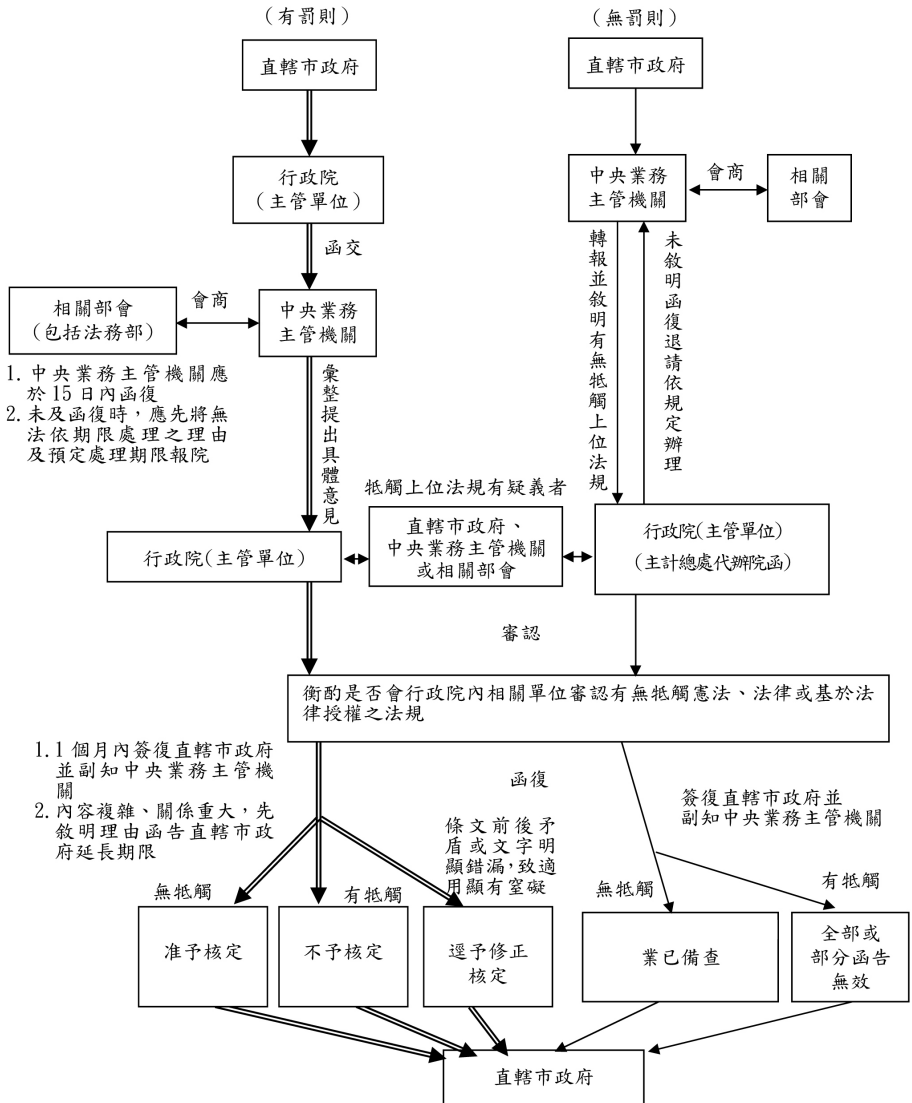 （有罰則）
（無罰則）
直轄市政府
直轄市政府
行政院
（主管單位）
中央業務
主管機關
會商
相關
部會
函交
轉報並敘明有無牴觸上位法規
未敘明函復退請依規定辦理
相關部會
（包括法務部）
會商
中央業務
主管機關
1. 中央業務主管機關應
於 15 日內函復
2. 未及函復時，應先將無
法依期限處理之理由
及預定處理期限報院
彙整提出具體意見
牴觸上位法規有疑義者
行政院(主管單位)
直轄市政府、
中央業務主管機關
或相關部會
行政院(主管單位)
(主計總處代辦院函)
審認
衡酌是否會行政院內相關單位審認有無牴觸憲法、法律或基於法
律授權之法規
1. 1 個月內簽復直轄市政府
並副知中央業務主管機
關
2. 內容複雜、關係重大，先
敘明理由函告直轄市政
府延長期限
函復
簽復直轄市政府並
副知中央業務主管機關
條文前後矛
盾或文字明
顯錯漏，致適
用顯有窒礙
無牴觸
有牴觸
無牴觸
有牴觸
准予核定
不予核定
逕予修正
核定
業已備查
全部或
部分函告
無效
直轄市政府